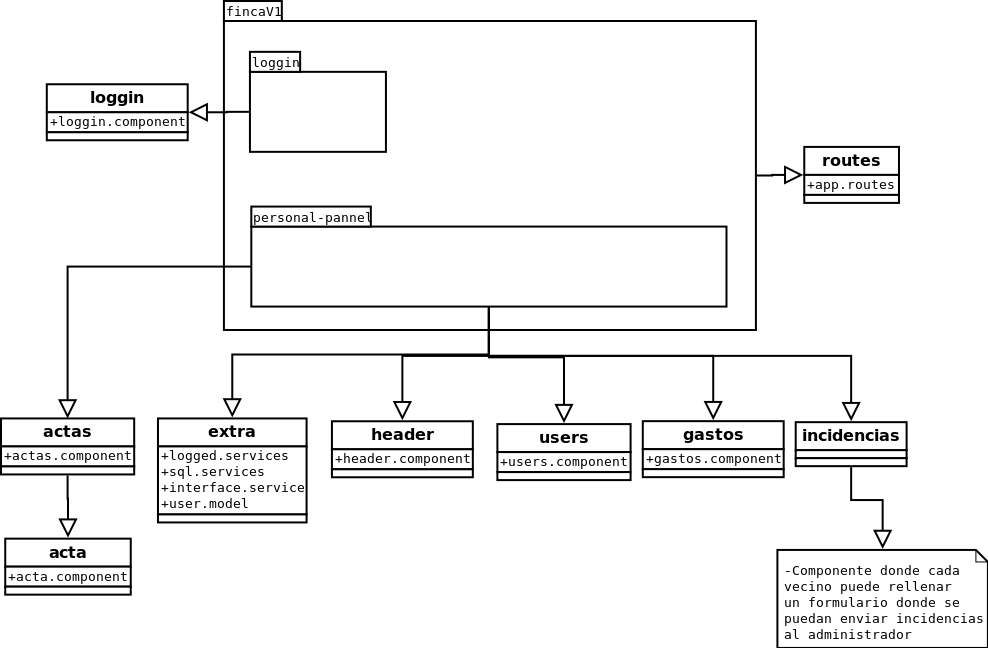 fincaV1
loggin
loggin
+loggin.component
routes
+app.routes
personal-pannel
actas
+actas.component
extra
+logged.services
+sql.services
+interface.service
+user.model
header
+header.component
users
+users.component
gastos
+gastos.component
incidencias
acta
+acta.component
-Componente donde cada
vecino puede rellenar
un formulario donde se
puedan enviar incidencias
al administrador